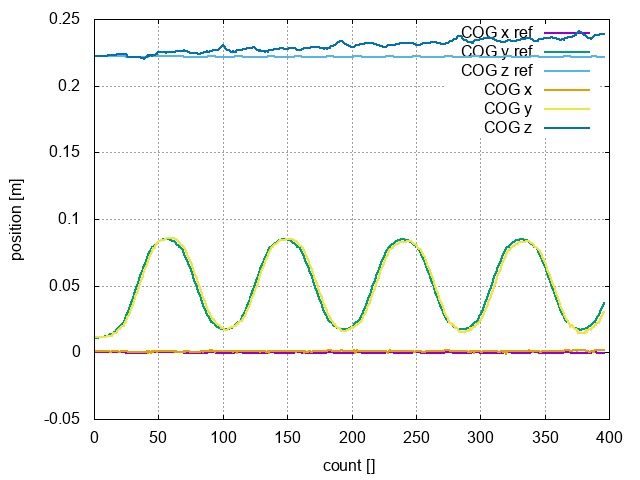 0.25
0.2
0.15
0.1
0.05
0
-0.05
position [m]
COG x ref
COG y ref
COG z ref
COG x
COG y
COG z
0 50 100 150 200 250 300 350 400
count []